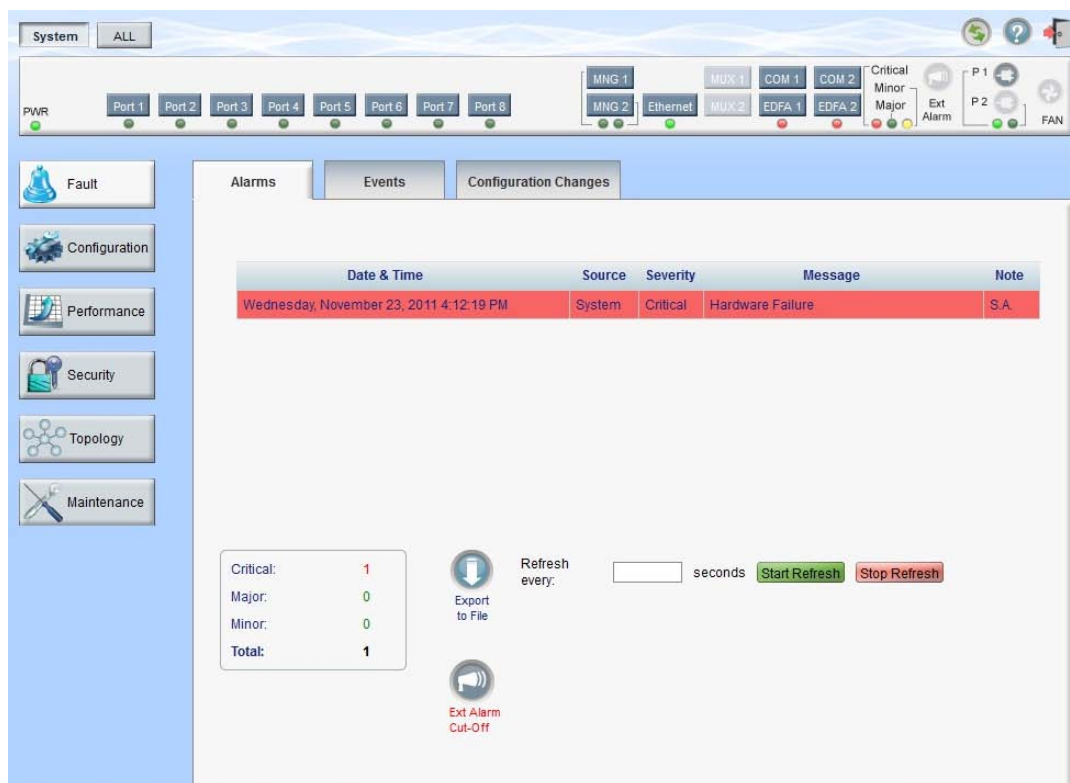 System ALL
Critical
Minor
Major
Ext
Alarm
P 1
P 2
FAN
PWR
Port 1 Port 2 Port 3 Port 4 Port 5 Port 6 Port 7 Port 8
MNG 1 MUX 1 COM 1 COM 2
MNG 2 Ethernet MUX 2 EDFA 1 EDFA 2
Fault
Configuration
Performance
Security
Topology
Maintenance
Alarms Events Configuration Changes
Date & Time Source Severity Message Note
Wednesday, November 23, 2011 4:12:19 PM System Critical Hardware Failure S.A.
Critical: 1
Major: 0
Minor: 0
Total: 1
Export
to File
Refresh
every:
seconds Start Refresh Stop Refresh
Ext Alarm
Cut-Off